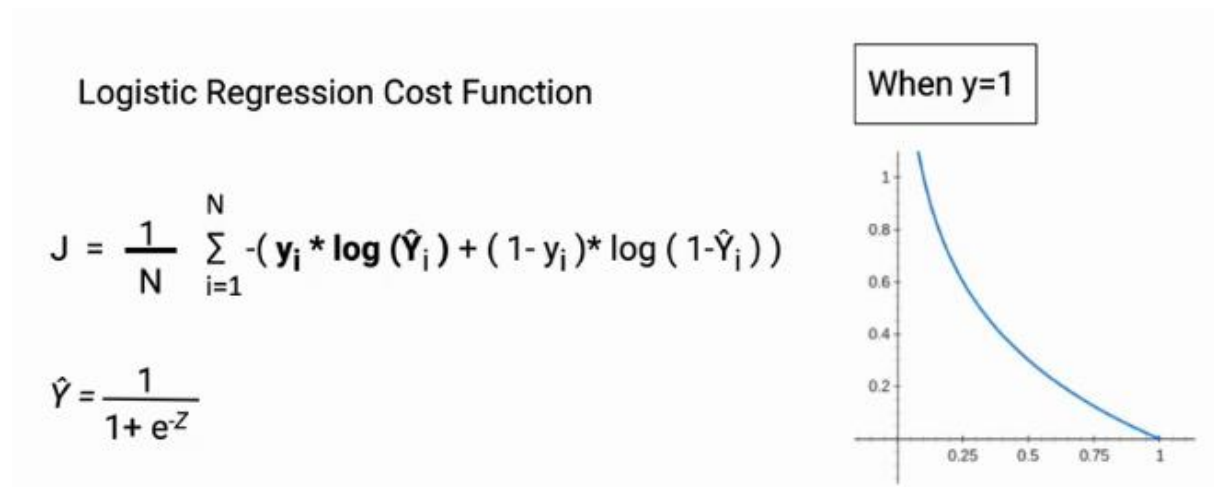 Logistic Regression Cost Function
When y=1
J = 1/N N Σ i=1 -( yᵢ * log (Ŷᵢ ) + ( 1- yᵢ )* log ( 1-Ŷᵢ ) )
Ŷ = 1/1+ e⁻ᶻ
1
0.8
0.6
0.4
0.2
0.25 0.5 0.75 1